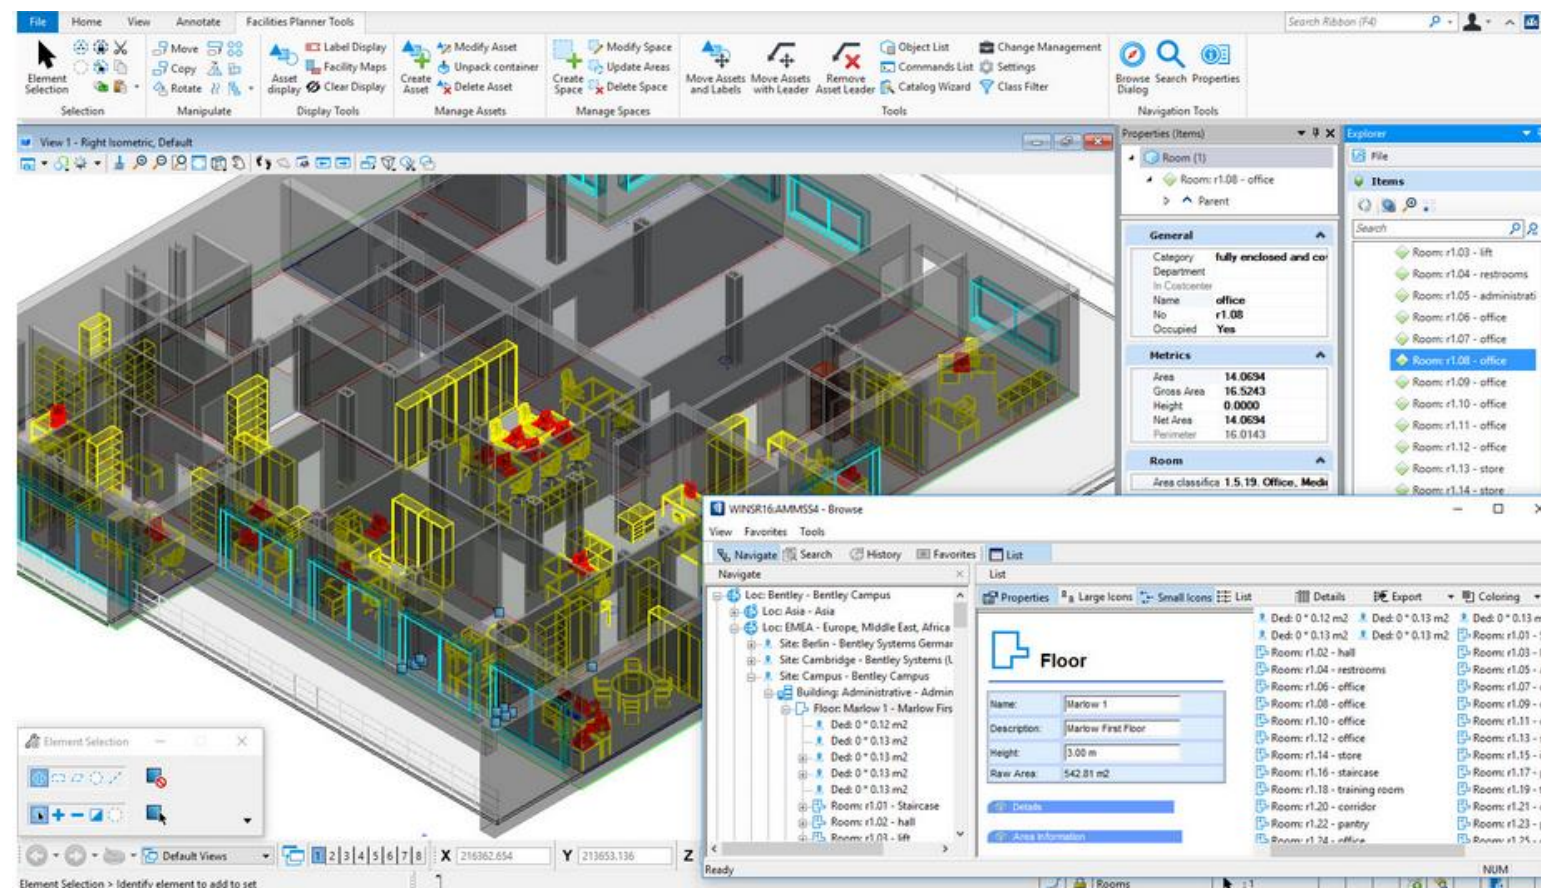 File Home View Annotate Facilities Planner Tools Search Ribbon (F4)
Element Selection
Move
Copy
Rotate
Asset display
Label Display
Facility Maps
Clear Display
Create Asset
Modify Asset
Unpack container
Delete Asset
Create Space
Modify Space
Update Areas
Delete Space
Move Assets and Labels
Move Assets with Leader
Remove Asset Leader
Object List
Commands List
Catalog Wizard
Change Management
Settings
Class Filter
Browse Dialog
Search
Properties
Selection Manipulate Display Tools Manage Assets Manage Spaces Tools Navigation Tools
View 1 - Right Isometric, Default
Properties (Items)
Room (1)
Room: r1.08 - office
Parent
General
Category fully enclosed and co
Department
In Costcenter
Name office
No r1.08
Occupied Yes
Metrics
Area 14.0694
Gross Area 16.5243
Height 0.0000
Net Area 14.0694
Perimeter 16.0143
Room
Area classifica 1.5.19. Office, Medi
Explorer
File
Items
Search
Room: r1.03 - lift
Room: r1.04 - restrooms
Room: r1.05 - administrati
Room: r1.06 - office
Room: r1.07 - office
Room: r1.08 - office
Room: r1.09 - office
Room: r1.10 - office
Room: r1.11 - office
Room: r1.12 - office
Room: r1.13 - store
Room: r1.14 - store
WINSR16:AMMSS4 - Browse
View Favorites Tools
Navigate Search History Favorites List
Navigate
Loc: Bentley - Bentley Campus
Loc: Asia - Asia
Loc: EMEA - Europe, Middle East, Africa
Site: Berlin - Bentley Systems German
Site: Cambridge - Bentley Systems (L
Site: Campus - Bentley Campus
Building: Administrative - Admin
Floor: Marlow 1 - Marlow Firs
Ded: 0 * 0.12 m2
Ded: 0 * 0.13 m2
Ded: 0 * 0.13 m2
Ded: 0 * 0.13 m2
Ded: 0 * 0.13 m2
Room: r1.01 - Staircase
Room: r1.02 - hall
Room: r1.03 - lift
List
Properties Large Icons Small Icons List Details Export Coloring
Floor
Name: Marlow 1
Description: Marlow First Floor
Height: 3.00 m
Raw Area: 542.81 m2
Details
Area Information
Ded: 0 * 0.12 m2 Ded: 0 * 0.13 m2 Ded: 0 * 0.13 m
Ded: 0 * 0.13 m2 Ded: 0 * 0.13 m2 Room: r1.01 -
Room: r1.02 - hall Room: r1.03 -
Room: r1.04 - restrooms Room: r1.05 -
Room: r1.06 - office Room: r1.07 -
Room: r1.08 - office Room: r1.09 -
Room: r1.10 - office Room: r1.11 -
Room: r1.12 - office Room: r1.13 -
Room: r1.14 - store Room: r1.15 -
Room: r1.16 - staircase Room: r1.17 -
Room: r1.18 - training room Room: r1.19 -
Room: r1.20 - corridor Room: r1.21 -
Room: r1.22 - pantry Room: r1.23 -
Room: r1.24 - office Room: r1.25 -
Ready NUM
Element Selection
Default Views 1 2 3 4 5 6 7 8 X 216362.654 Y 213653.136 Z
Element Selection > Identify element to add to set
Rooms : 1